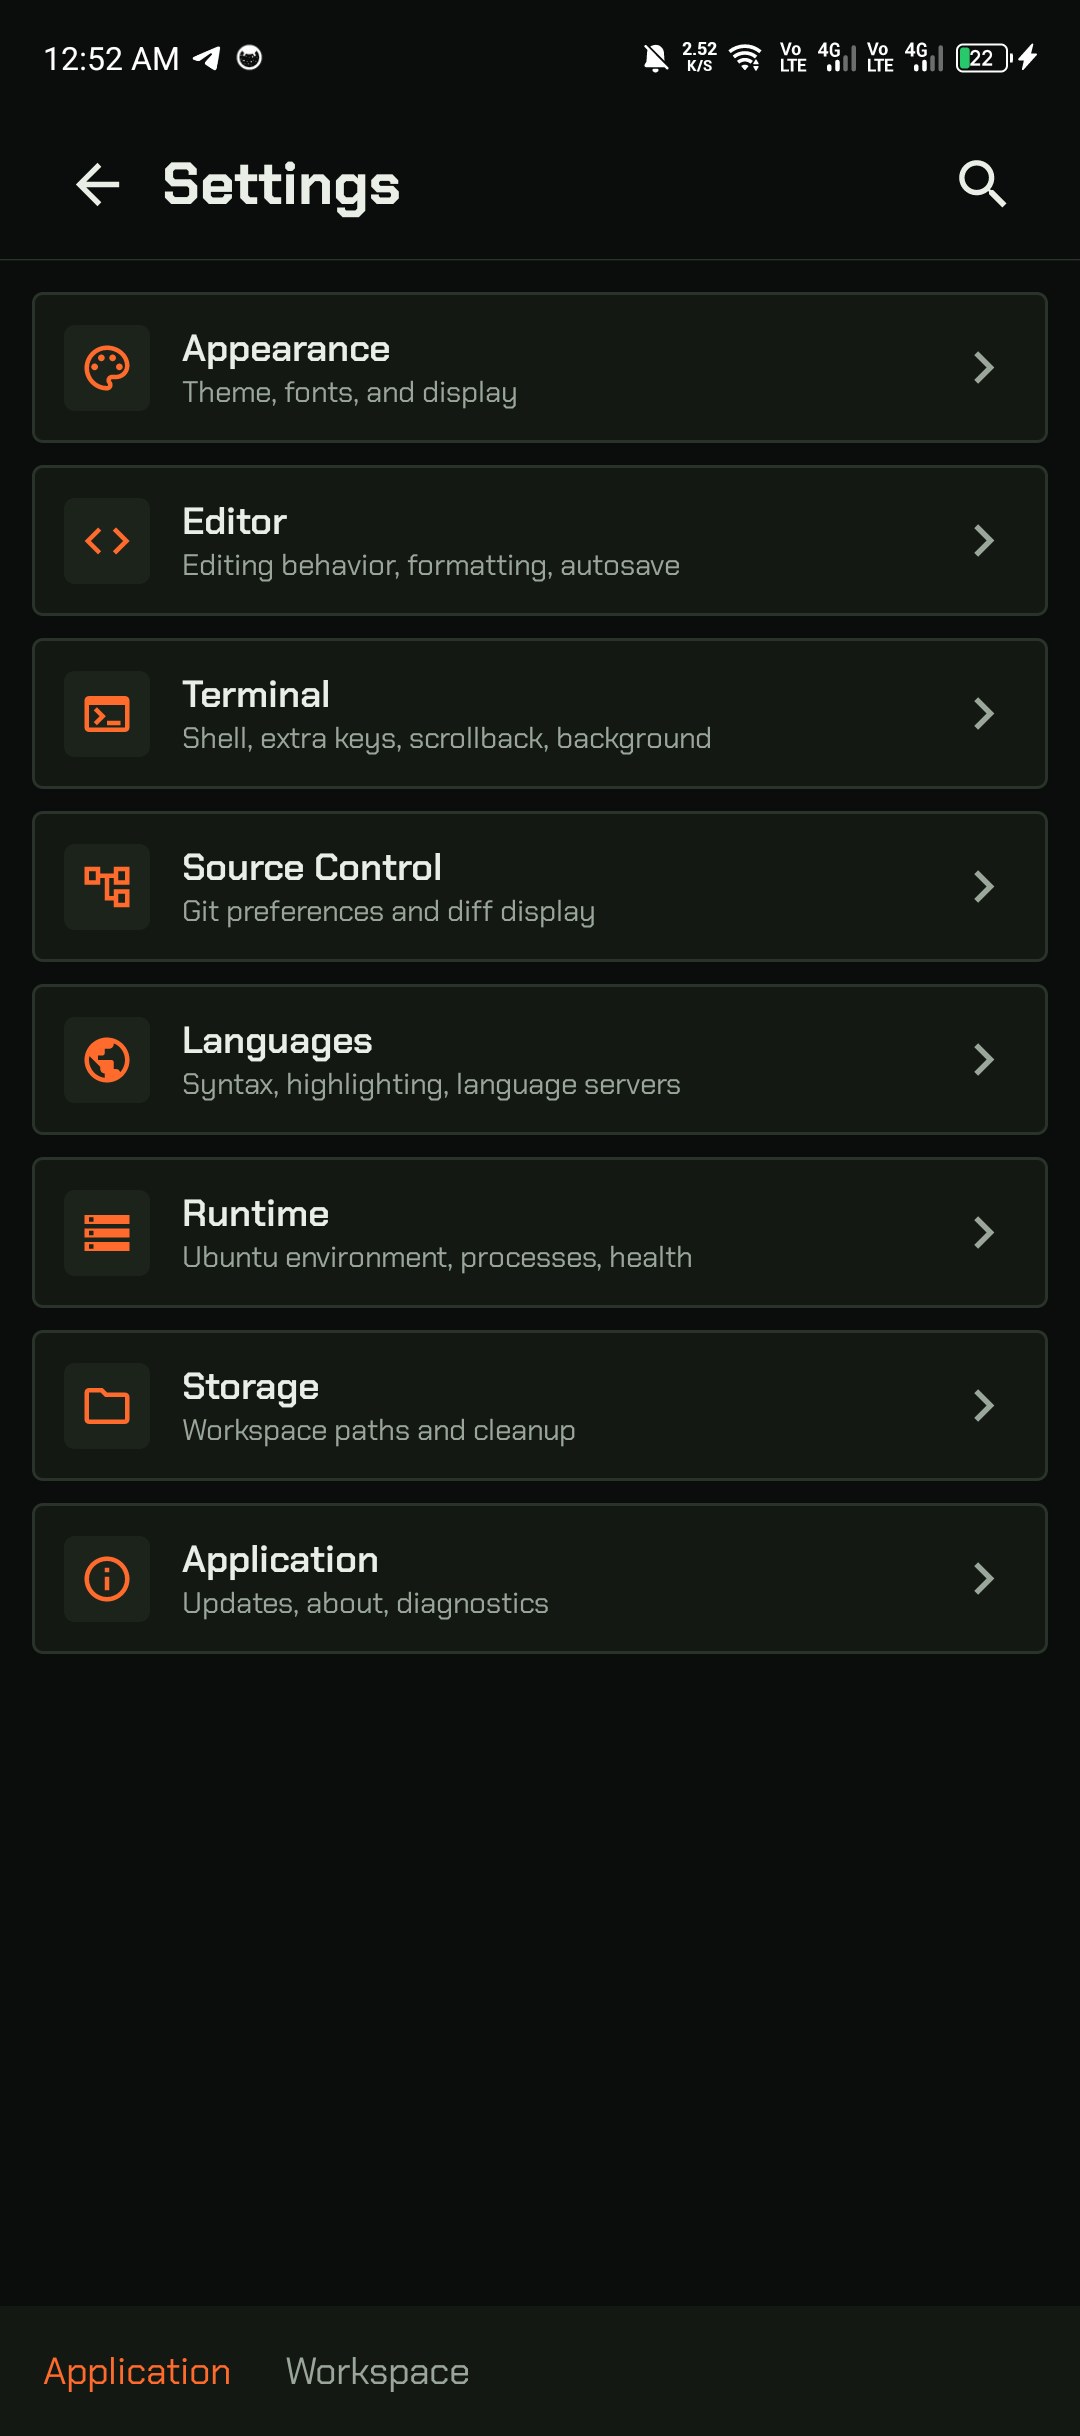 12:52 AM
2.52 K/S Vo LTE 4G Vo LTE 4G 22
Settings
Appearance
Theme, fonts, and display
Editor
Editing behavior, formatting, autosave
Terminal
Shell, extra keys, scrollback, background
Source Control
Git preferences and diff display
Languages
Syntax, highlighting, language servers
Runtime
Ubuntu environment, processes, health
Storage
Workspace paths and cleanup
Application
Updates, about, diagnostics
Application Workspace